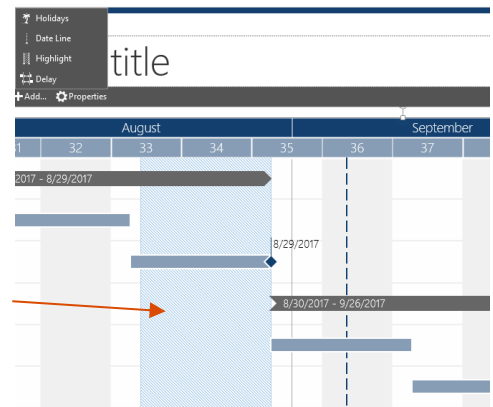 Holidays
Date Line
Highlight
Delay
title
Add... Properties
August September
32 33 34 35 36 37
2017 - 8/29/2017
8/29/2017
8/30/2017 - 9/26/2017